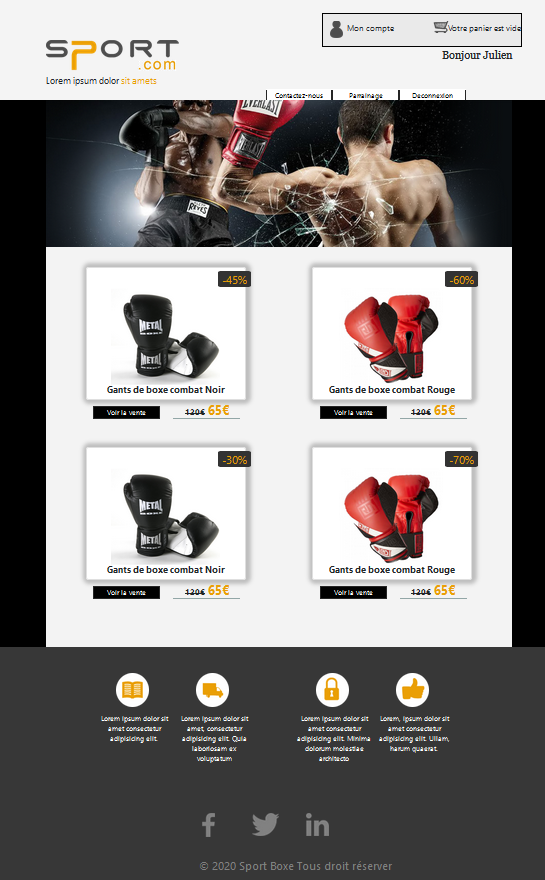 Mon compte
Votre panier est vide
SPORT
.com
Bonjour Julien
Lorem ipsum dolor sit amets
Contactez-nous
Parrainage
Deconnexion
EVERLAST
EVERLAST
REYES
-45%
METAL
METAL
Gants de boxe combat Noir
Voir la vente
120€ 65€
-60%
Gants de boxe combat Rouge
Voir la vente
120€ 65€
-30%
METAL
METAL
Gants de boxe combat Noir
Voir la vente
120€ 65€
-70%
Gants de boxe combat Rouge
Voir la vente
120€ 65€
Lorem ipsum dolor sit
amet consectetur
adipisicing elit.
Lorem ipsum dolor sit
amet, consectetur
adipisicing elit. Quia
laboriosam ex
voluptatum
Lorem ipsum dolor sit
amet consectetur
adipisicing elit. Minima
dolorum molestiae
architecto
Lorem, ipsum dolor sit
amet consectetur
adipisicing elit. Ullam,
harum quaerat.
© 2020 Sport Boxe Tous droit réserver